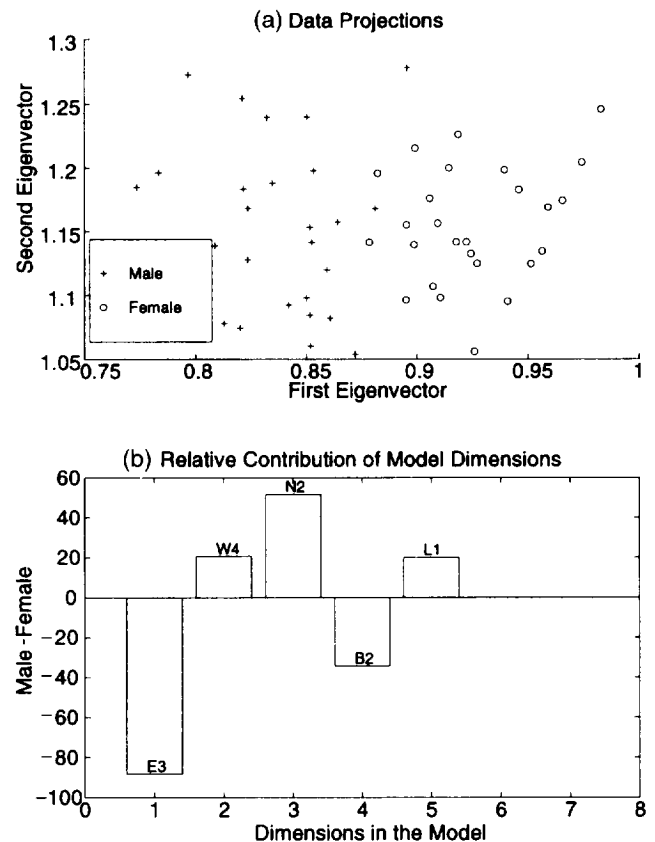 (a) Data Projections
1.3
1.25
1.2
1.15
1.1
1.05
Second Eigenvector
+ Male
o Female
0.75 0.8 0.85 0.9 0.95 1
First Eigenvector
(b) Relative Contribution of Model Dimensions
60
40
20
0
−20
−40
−60
−80
−100
Male -Female
N2
W4
L1
B2
E3
0 1 2 3 4 5 6 7 8
Dimensions in the Model